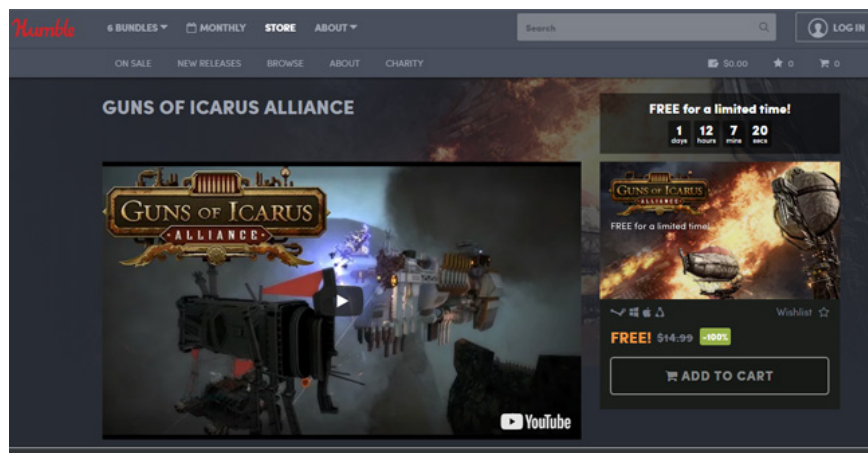 Humble
6 BUNDLES
MONTHLY
STORE
ABOUT
Search
LOG IN
ON SALE
NEW RELEASES
BROWSE
ABOUT
CHARITY
$0.00
0
0
GUNS OF ICARUS ALLIANCE
GUNS OF ICARUS
ALLIANCE
YouTube
FREE for a limited time!
1 12 7 20
days hours mins secs
GUNS OF ICARUS
ALLIANCE
FREE for a limited time!
Wishlist
FREE! $14.99 -100%
ADD TO CART